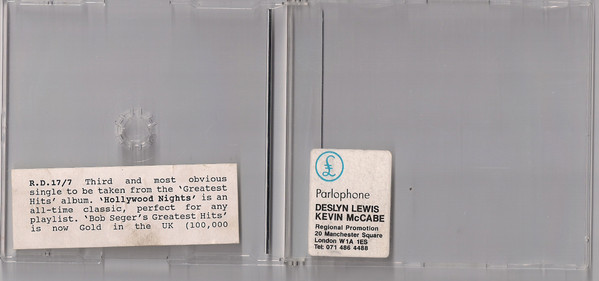 R.D.17/7 Third and most obvious
single to be taken from the 'Greatest
Hits' album. 'Hollywood Nights' is an
all-time classic, perfect for any
playlist. 'Bob Seger's Greatest Hits'
is now Gold in the UK (100,000
£
Parlophone
DESLYN LEWIS
KEVIN McCABE
Regional Promotion
20 Manchester Square
London W1A 1ES
Tel: 071 486 4488